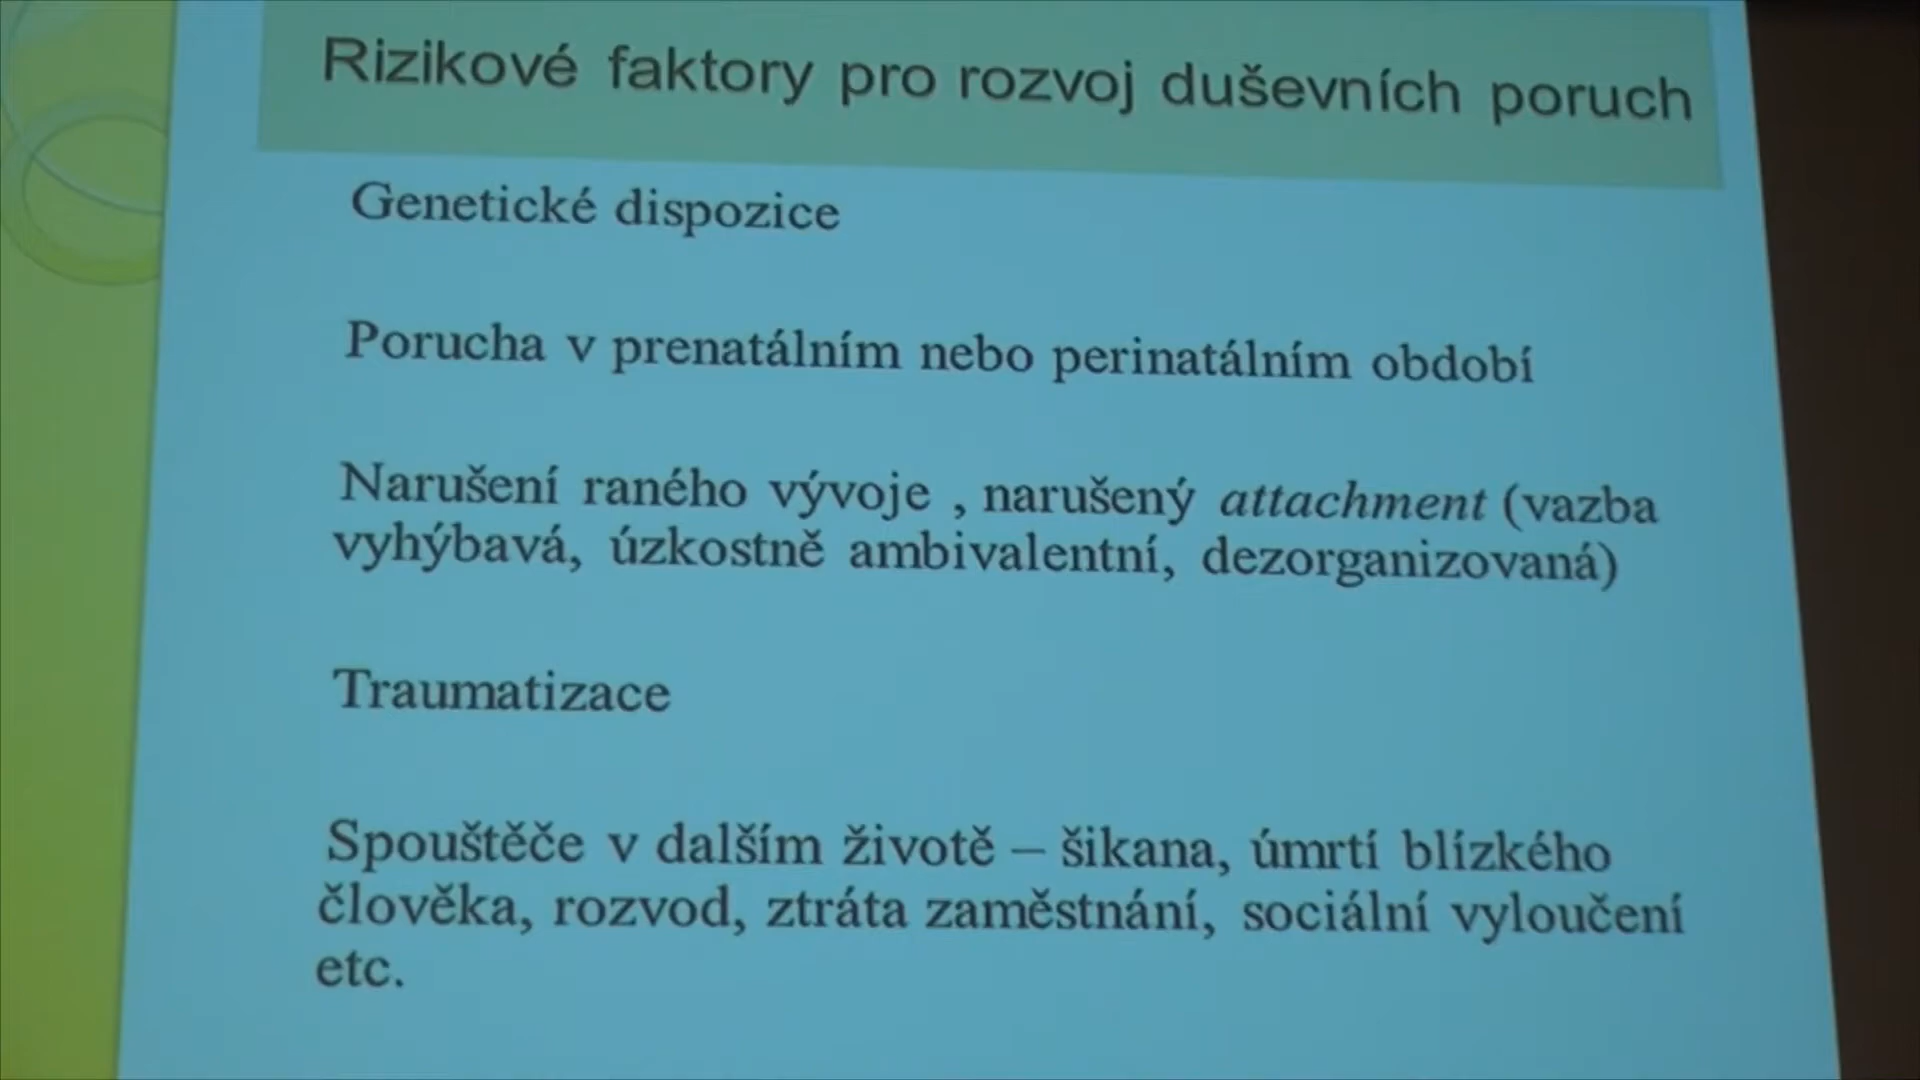 Rizikové faktory pro rozvoj duševních poruch
Genetické dispozice
Porucha v prenatálním nebo perinatálním období
Narušení raného vývoje , narušený attachment (vazba
vyhýbavá, úzkostně ambivalentní, dezorganizovaná)
Traumatizace
Spouštěče v dalším životě – šikana, úmrtí blízkého
člověka, rozvod, ztráta zaměstnání, sociální vyloučení
etc.